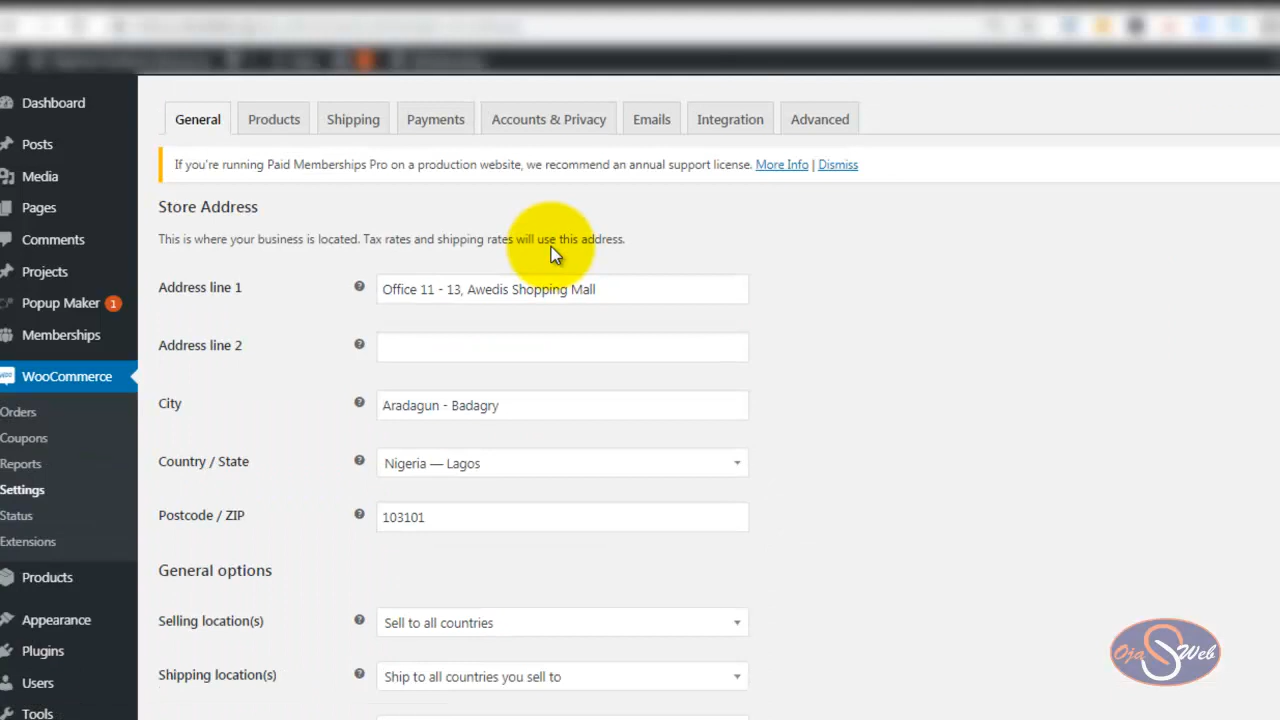 Dashboard
Posts
Media
Pages
Comments
Projects
Popup Maker 1
Memberships
WooCommerce
Orders
Coupons
Reports
Settings
Status
Extensions
Products
Appearance
Plugins
Users
Tools
General Products Shipping Payments Accounts & Privacy Emails Integration Advanced
If you're running Paid Memberships Pro on a production website, we recommend an annual support license. More Info | Dismiss
Store Address
This is where your business is located. Tax rates and shipping rates will use this address.
Address line 1 Office 11 - 13, Awedis Shopping Mall
Address line 2
City Aradagun - Badagry
Country / State Nigeria — Lagos
Postcode / ZIP 103101
General options
Selling location(s) Sell to all countries
Shipping location(s) Ship to all countries you sell to
Oja S Web